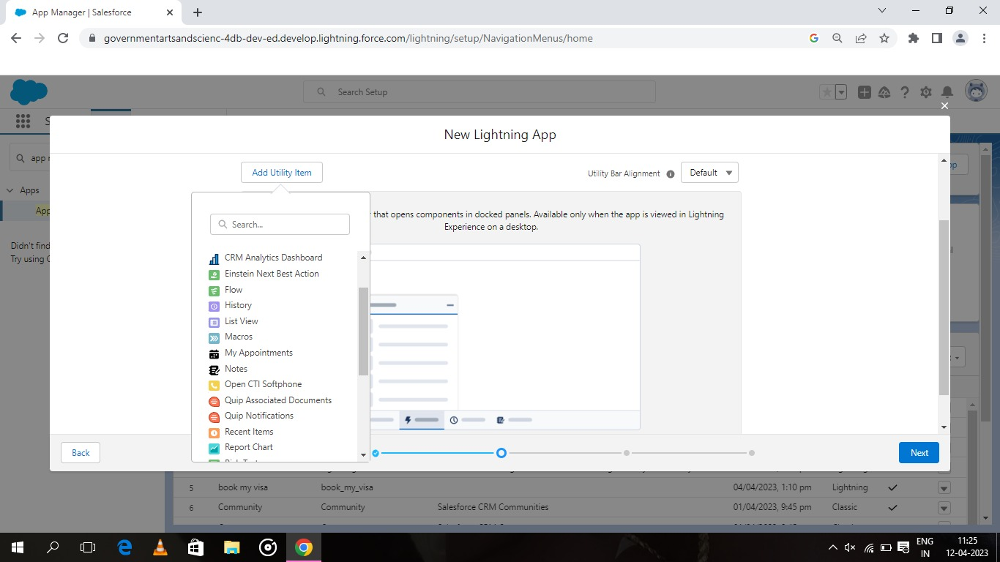 App Manager | Salesforce
governmentartsandscienc-4db-dev-ed.develop.lightning.force.com/lightning/setup/NavigationMenus/home
Search Setup
S
app
Apps
App
Didn't find
Try using
New Lightning App
Add Utility Item
Utility Bar Alignment
Default
Search...
that opens components in docked panels. Available only when the app is viewed in Lightning
Experience on a desktop.
CRM Analytics Dashboard
Einstein Next Best Action
Flow
History
List View
Macros
My Appointments
Notes
Open CTI Softphone
Quip Associated Documents
Quip Notifications
Recent Items
Report Chart
Back
Next
5 book my visa book_my_visa 04/04/2023, 1:10 pm Lightning
6 Community Community Salesforce CRM Communities 01/04/2023, 9:45 pm Classic
ENG
IN
11:25
12-04-2023